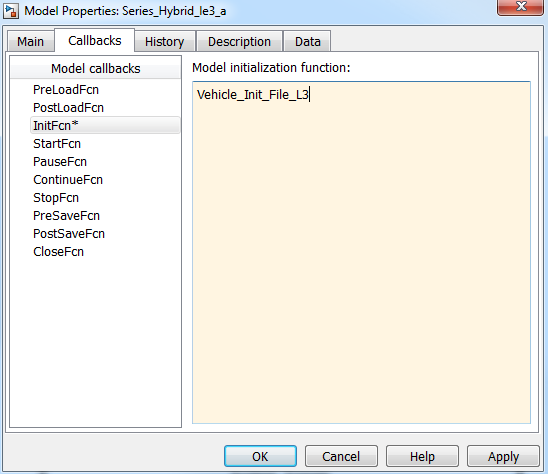 Model Properties: Series_Hybrid_le3_a
Main
Callbacks
History
Description
Data
Model callbacks
PreLoadFcn
PostLoadFcn
InitFcn*
StartFcn
PauseFcn
ContinueFcn
StopFcn
PreSaveFcn
PostSaveFcn
CloseFcn
Model initialization function:
Vehicle_Init_File_L3
OK
Cancel
Help
Apply